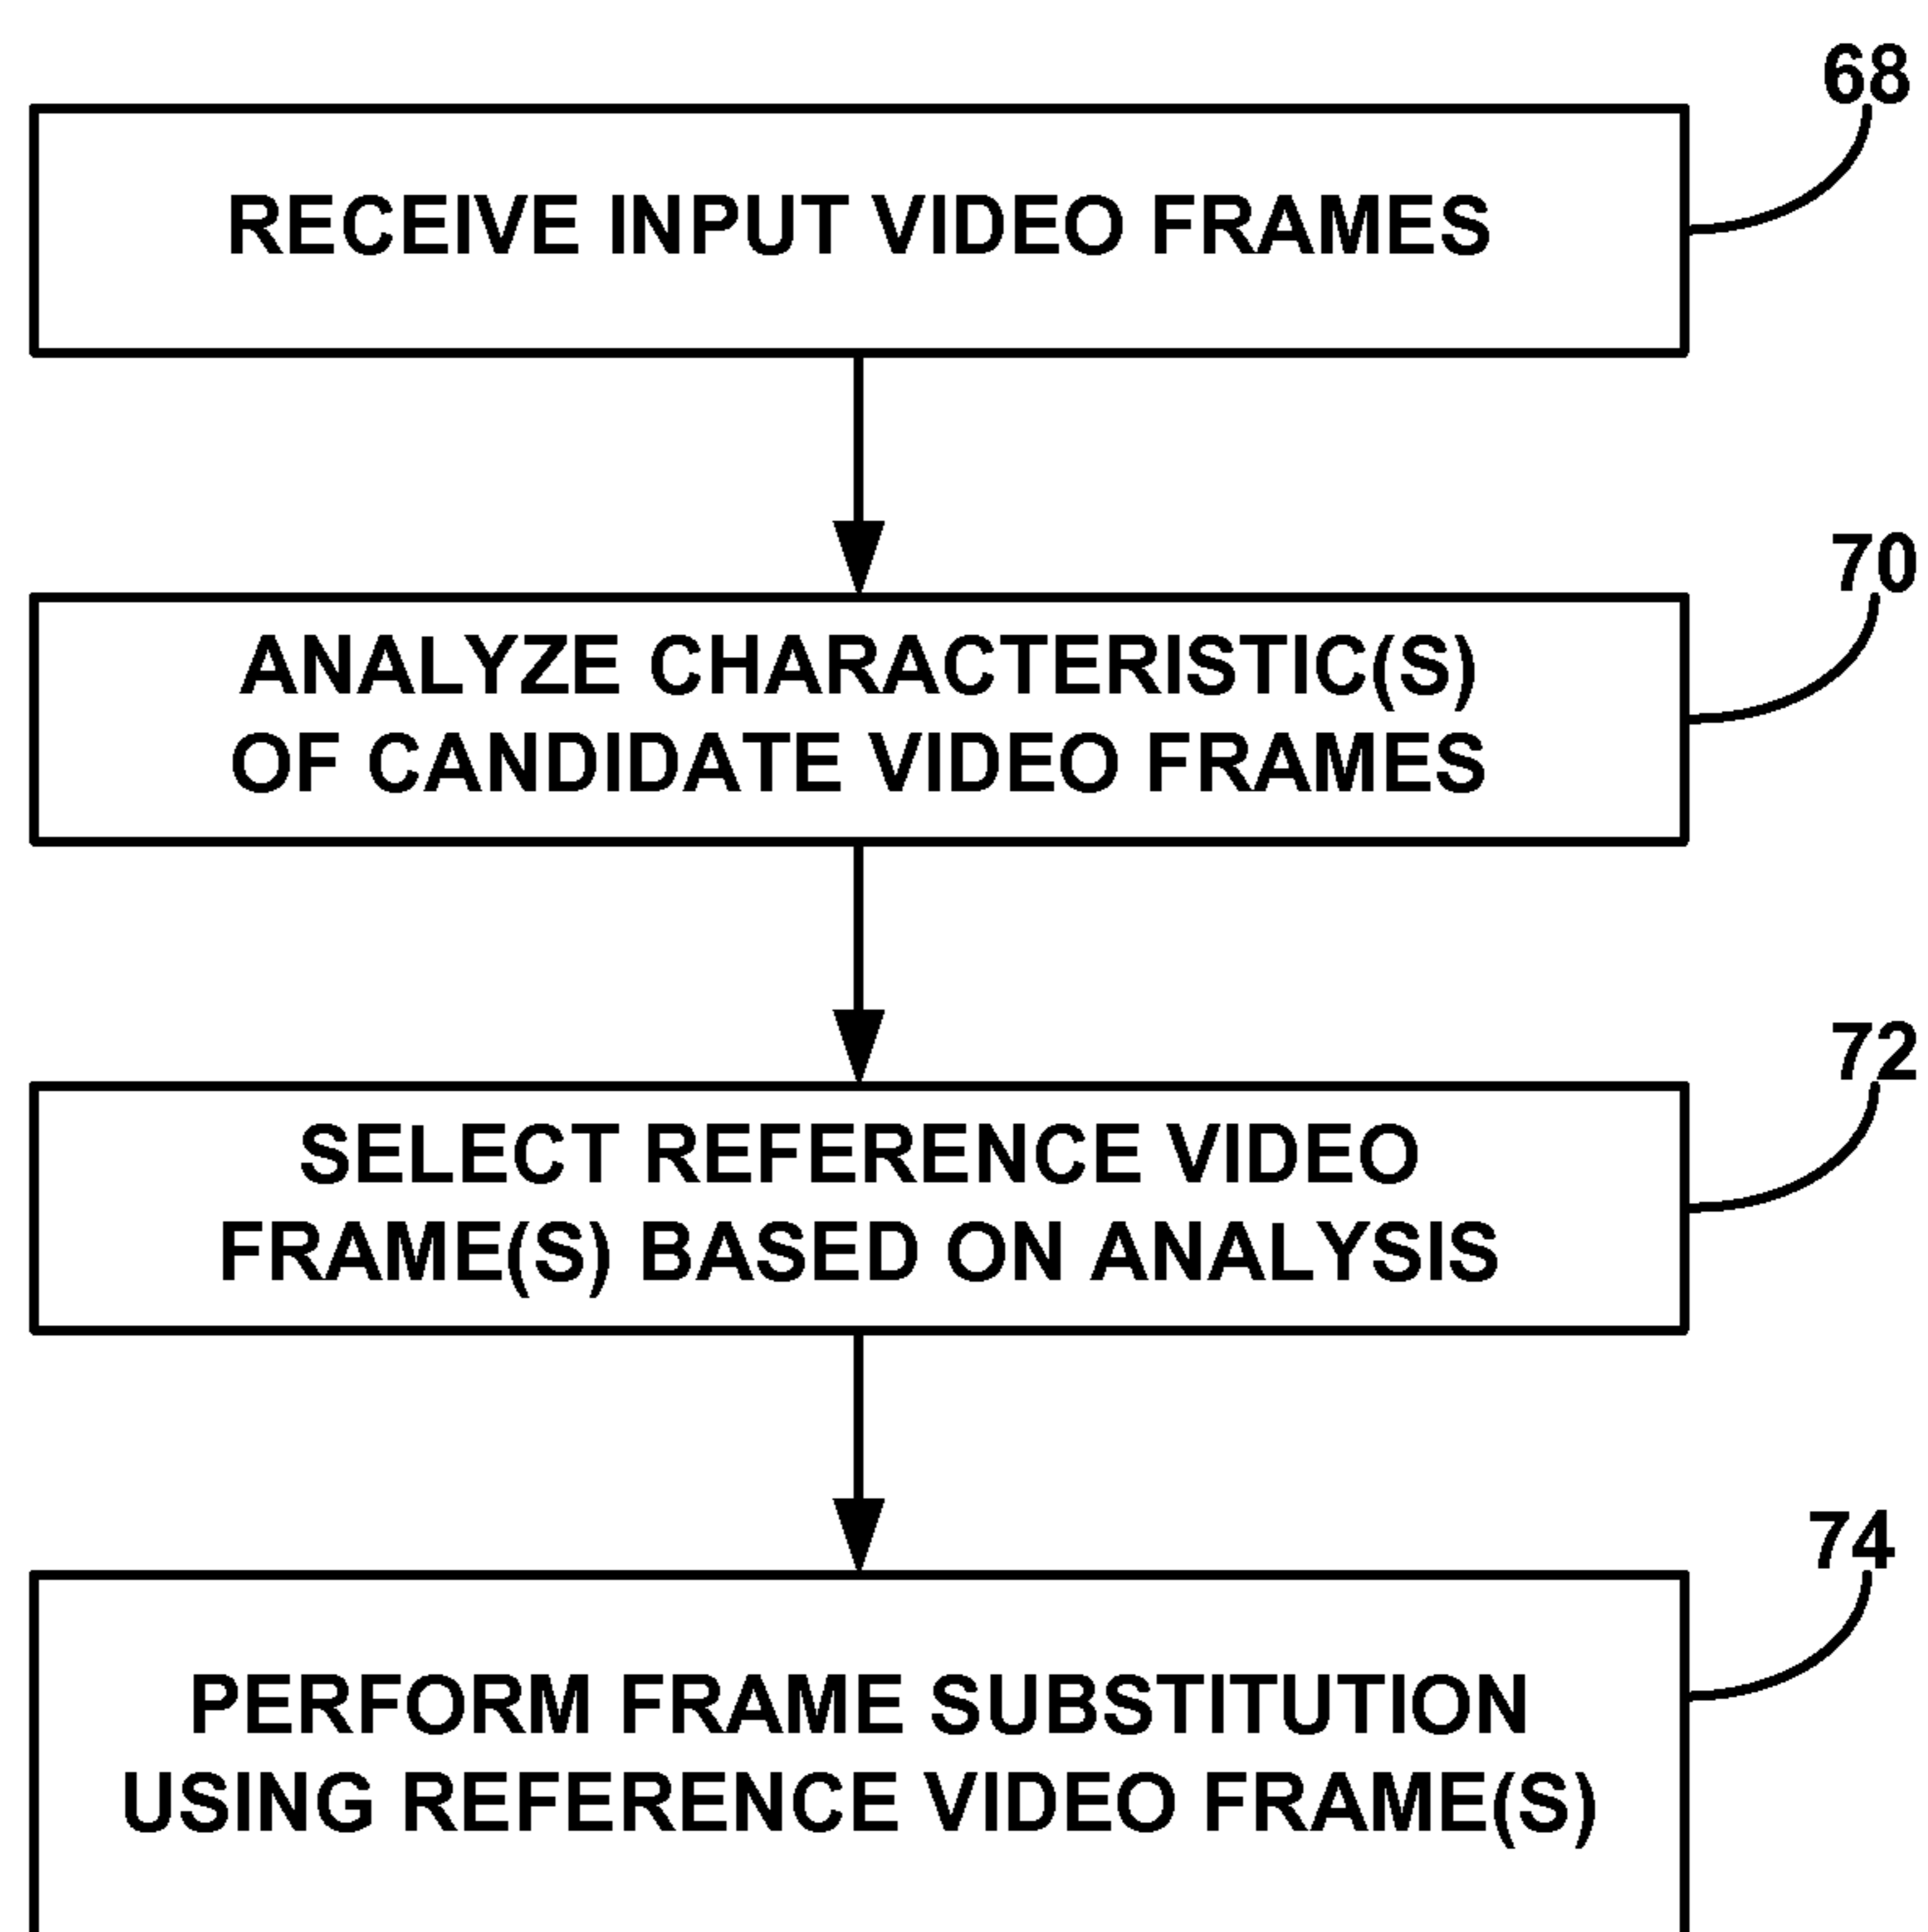 68
RECEIVE INPUT VIDEO FRAMES
70
ANALYZE CHARACTERISTIC(S)
OF CANDIDATE VIDEO FRAMES
72
SELECT REFERENCE VIDEO
FRAME(S) BASED ON ANALYSIS
74
PERFORM FRAME SUBSTITUTION
USING REFERENCE VIDEO FRAME(S)